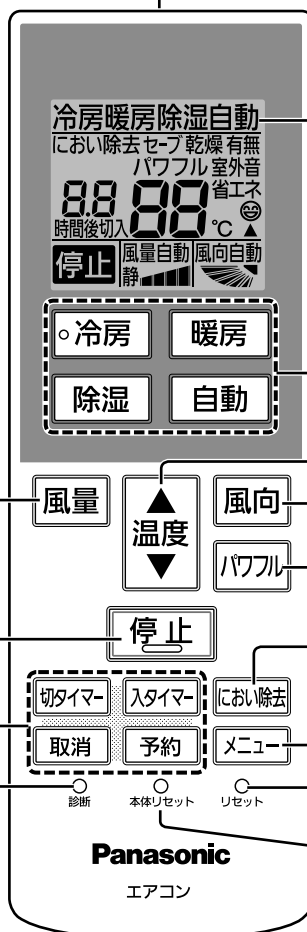 冷房暖房除湿自動
におい除去セーブ乾燥有無
パワフル室外音
88 88 省エネ
時間後切入 ℃▲
停止 風量自動 風向自動
静
冷房 暖房
除湿 自動
風量 ▲ 風向
温度
▼ パワフル
停止
切タイマー 入タイマー におい除去
取消 予約 メニュー
診断 本体リセット リセット
Panasonic
エアコン